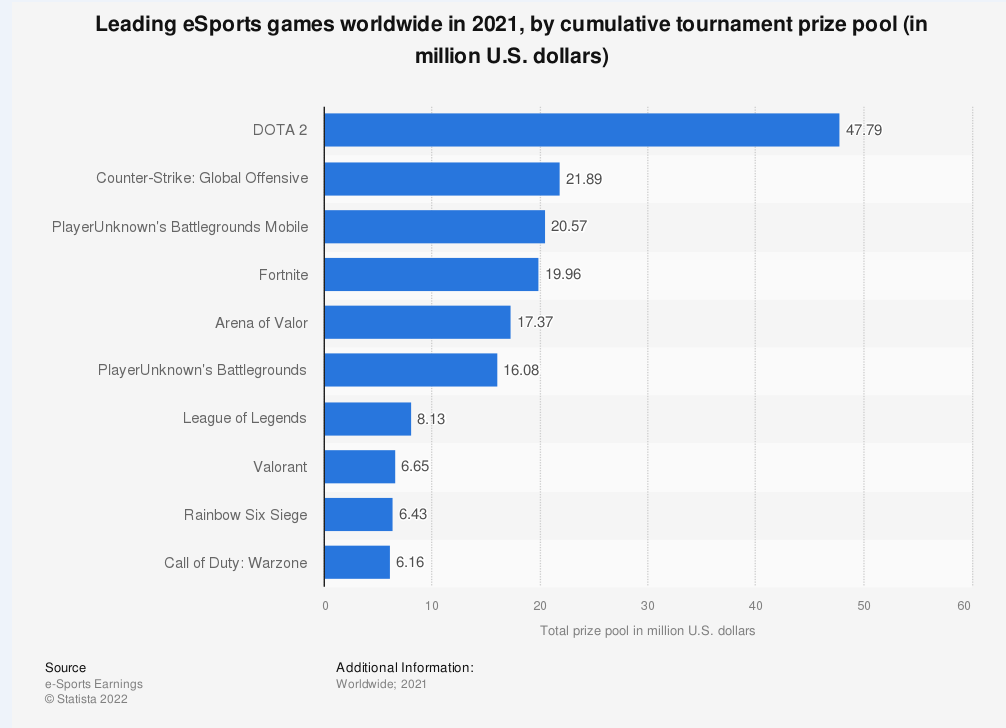 Leading eSports games worldwide in 2021, by cumulative tournament prize pool (in
million U.S. dollars)
DOTA 2 47.79
Counter-Strike: Global Offensive 21.89
PlayerUnknown's Battlegrounds Mobile 20.57
Fortnite 19.96
Arena of Valor 17.37
PlayerUnknown's Battlegrounds 16.08
League of Legends 8.13
Valorant 6.65
Rainbow Six Siege 6.43
Call of Duty: Warzone 6.16
0 10 20 30 40 50 60
Total prize pool in million U.S. dollars
Source
e-Sports Earnings
© Statista 2022
Additional Information:
Worldwide; 2021